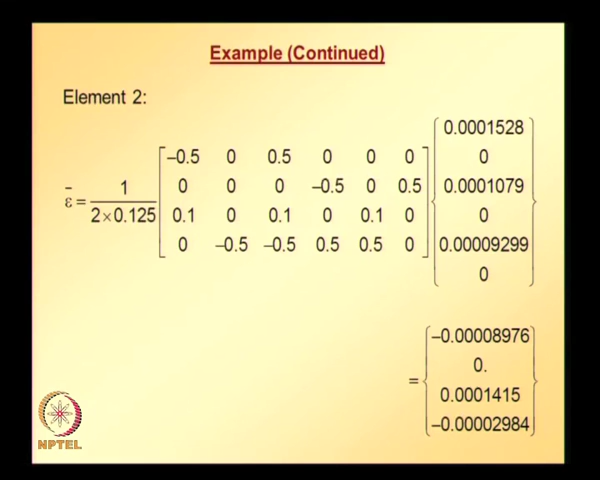 Example (Continued)
Element 2:
ε̄ = 1 / 2×0.125 [ –0.5 0 0.5 0 0 0 ] { 0.0001528 }
[ 0 0 0 –0.5 0 0.5 ] { 0 }
[ 0.1 0 0.1 0 0.1 0 ] { 0.0001079 }
[ 0 –0.5 –0.5 0.5 0.5 0 ] { 0 }
{ 0.00009299 }
{ 0 }
= { –0.00008976 }
{ 0. }
{ 0.0001415 }
{ –0.00002984 }
NPTEL